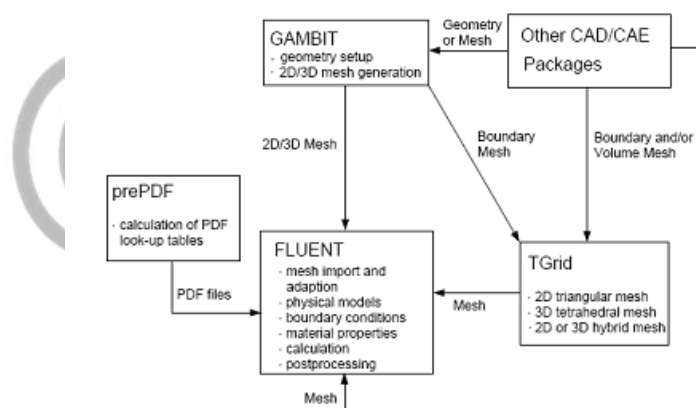 GAMBIT
· geometry setup
· 2D/3D mesh generation
Geometry
or Mesh
Other CAD/CAE
Packages
2D/3D Mesh
Boundary
Mesh
Boundary and/or
Volume Mesh
prePDF
· calculation of PDF
look-up tables
PDF files
FLUENT
· mesh import and
adaption
· physical models
· boundary conditions
· material properties
· calculation
· postprocessing
Mesh
TGrid
· 2D triangular mesh
· 3D tetrahedral mesh
· 2D or 3D hybrid mesh
Mesh